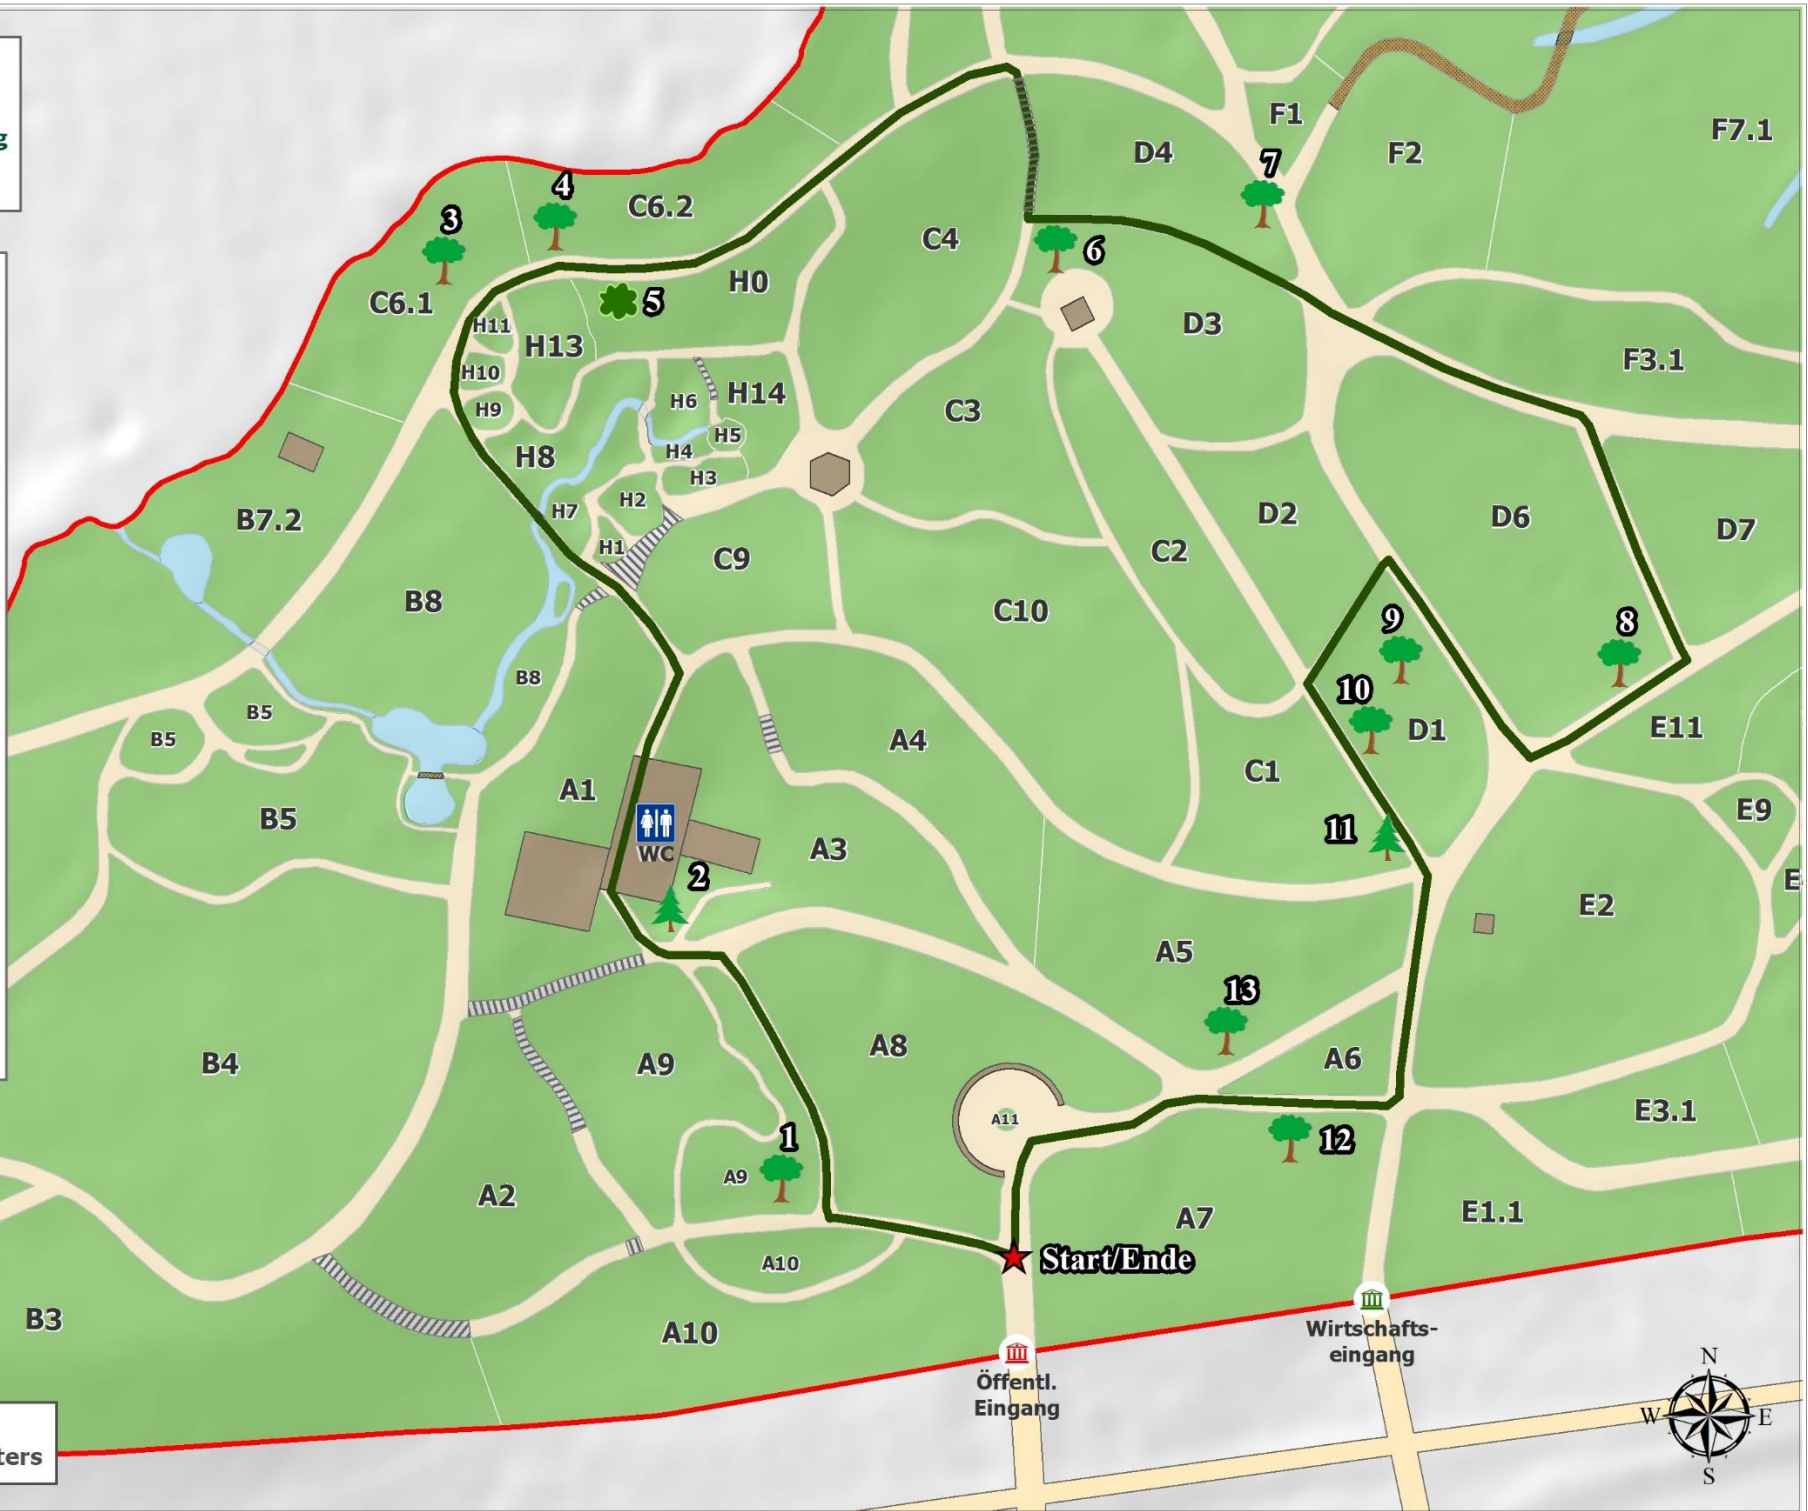 g
F1
F7.1
D4
F2
7
4
3
C6.2
C4
6
H0
5
C6.1
H11
D3
H13
F3.1
H10
H14
H6
H9
C3
H5
H8
H4
H3
H2
H7
D2
D6
B7.2
D7
H1
C9
C2
B8
C10
9
8
B8
10
B5
E11
D1
B5
A4
C1
A1
E9
B5
11
A3
WC
E
2
E2
A5
13
A8
A9
A6
B4
A11
E3.1
1
12
A9
A2
A7
E1.1
A10
Start/Ende
B3
A10
Wirtschafts-
eingang
Öffentl.
Eingang
N
W E
S
ters